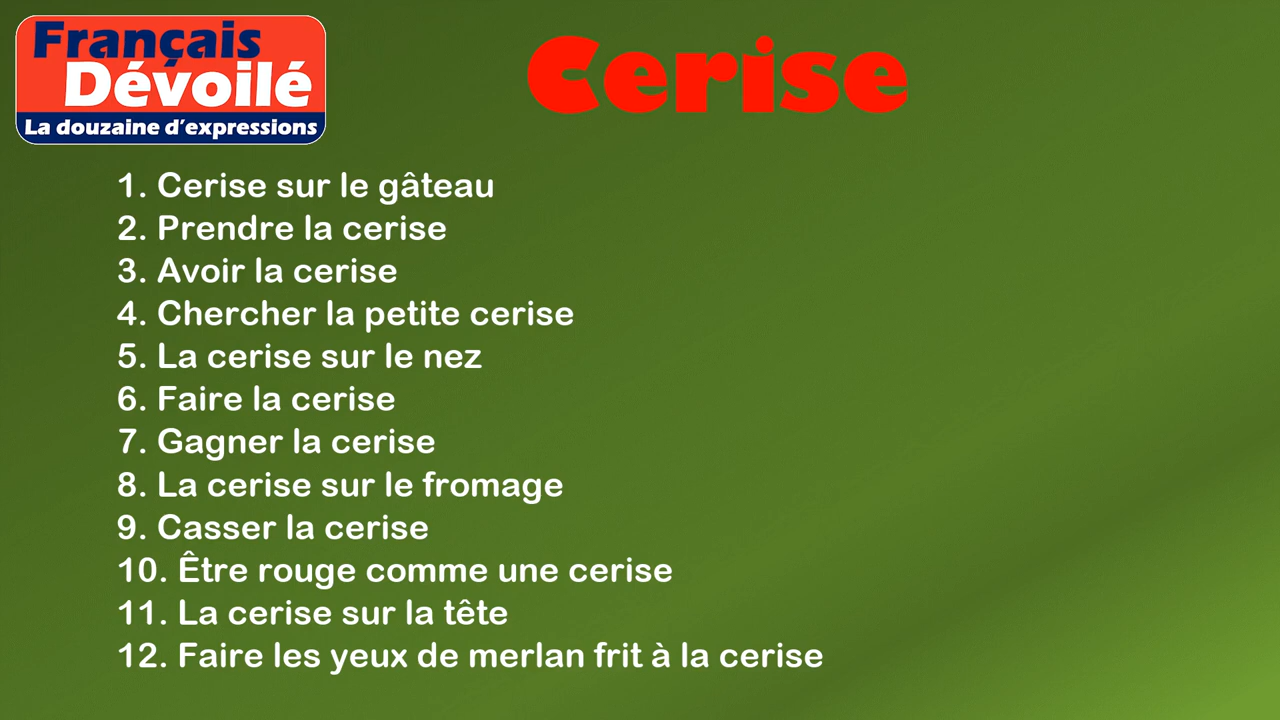 Français
Dévoilé
La douzaine d'expressions
Cerise
1. Cerise sur le gâteau
2. Prendre la cerise
3. Avoir la cerise
4. Chercher la petite cerise
5. La cerise sur le nez
6. Faire la cerise
7. Gagner la cerise
8. La cerise sur le fromage
9. Casser la cerise
10. Être rouge comme une cerise
11. La cerise sur la tête
12. Faire les yeux de merlan frit à la cerise